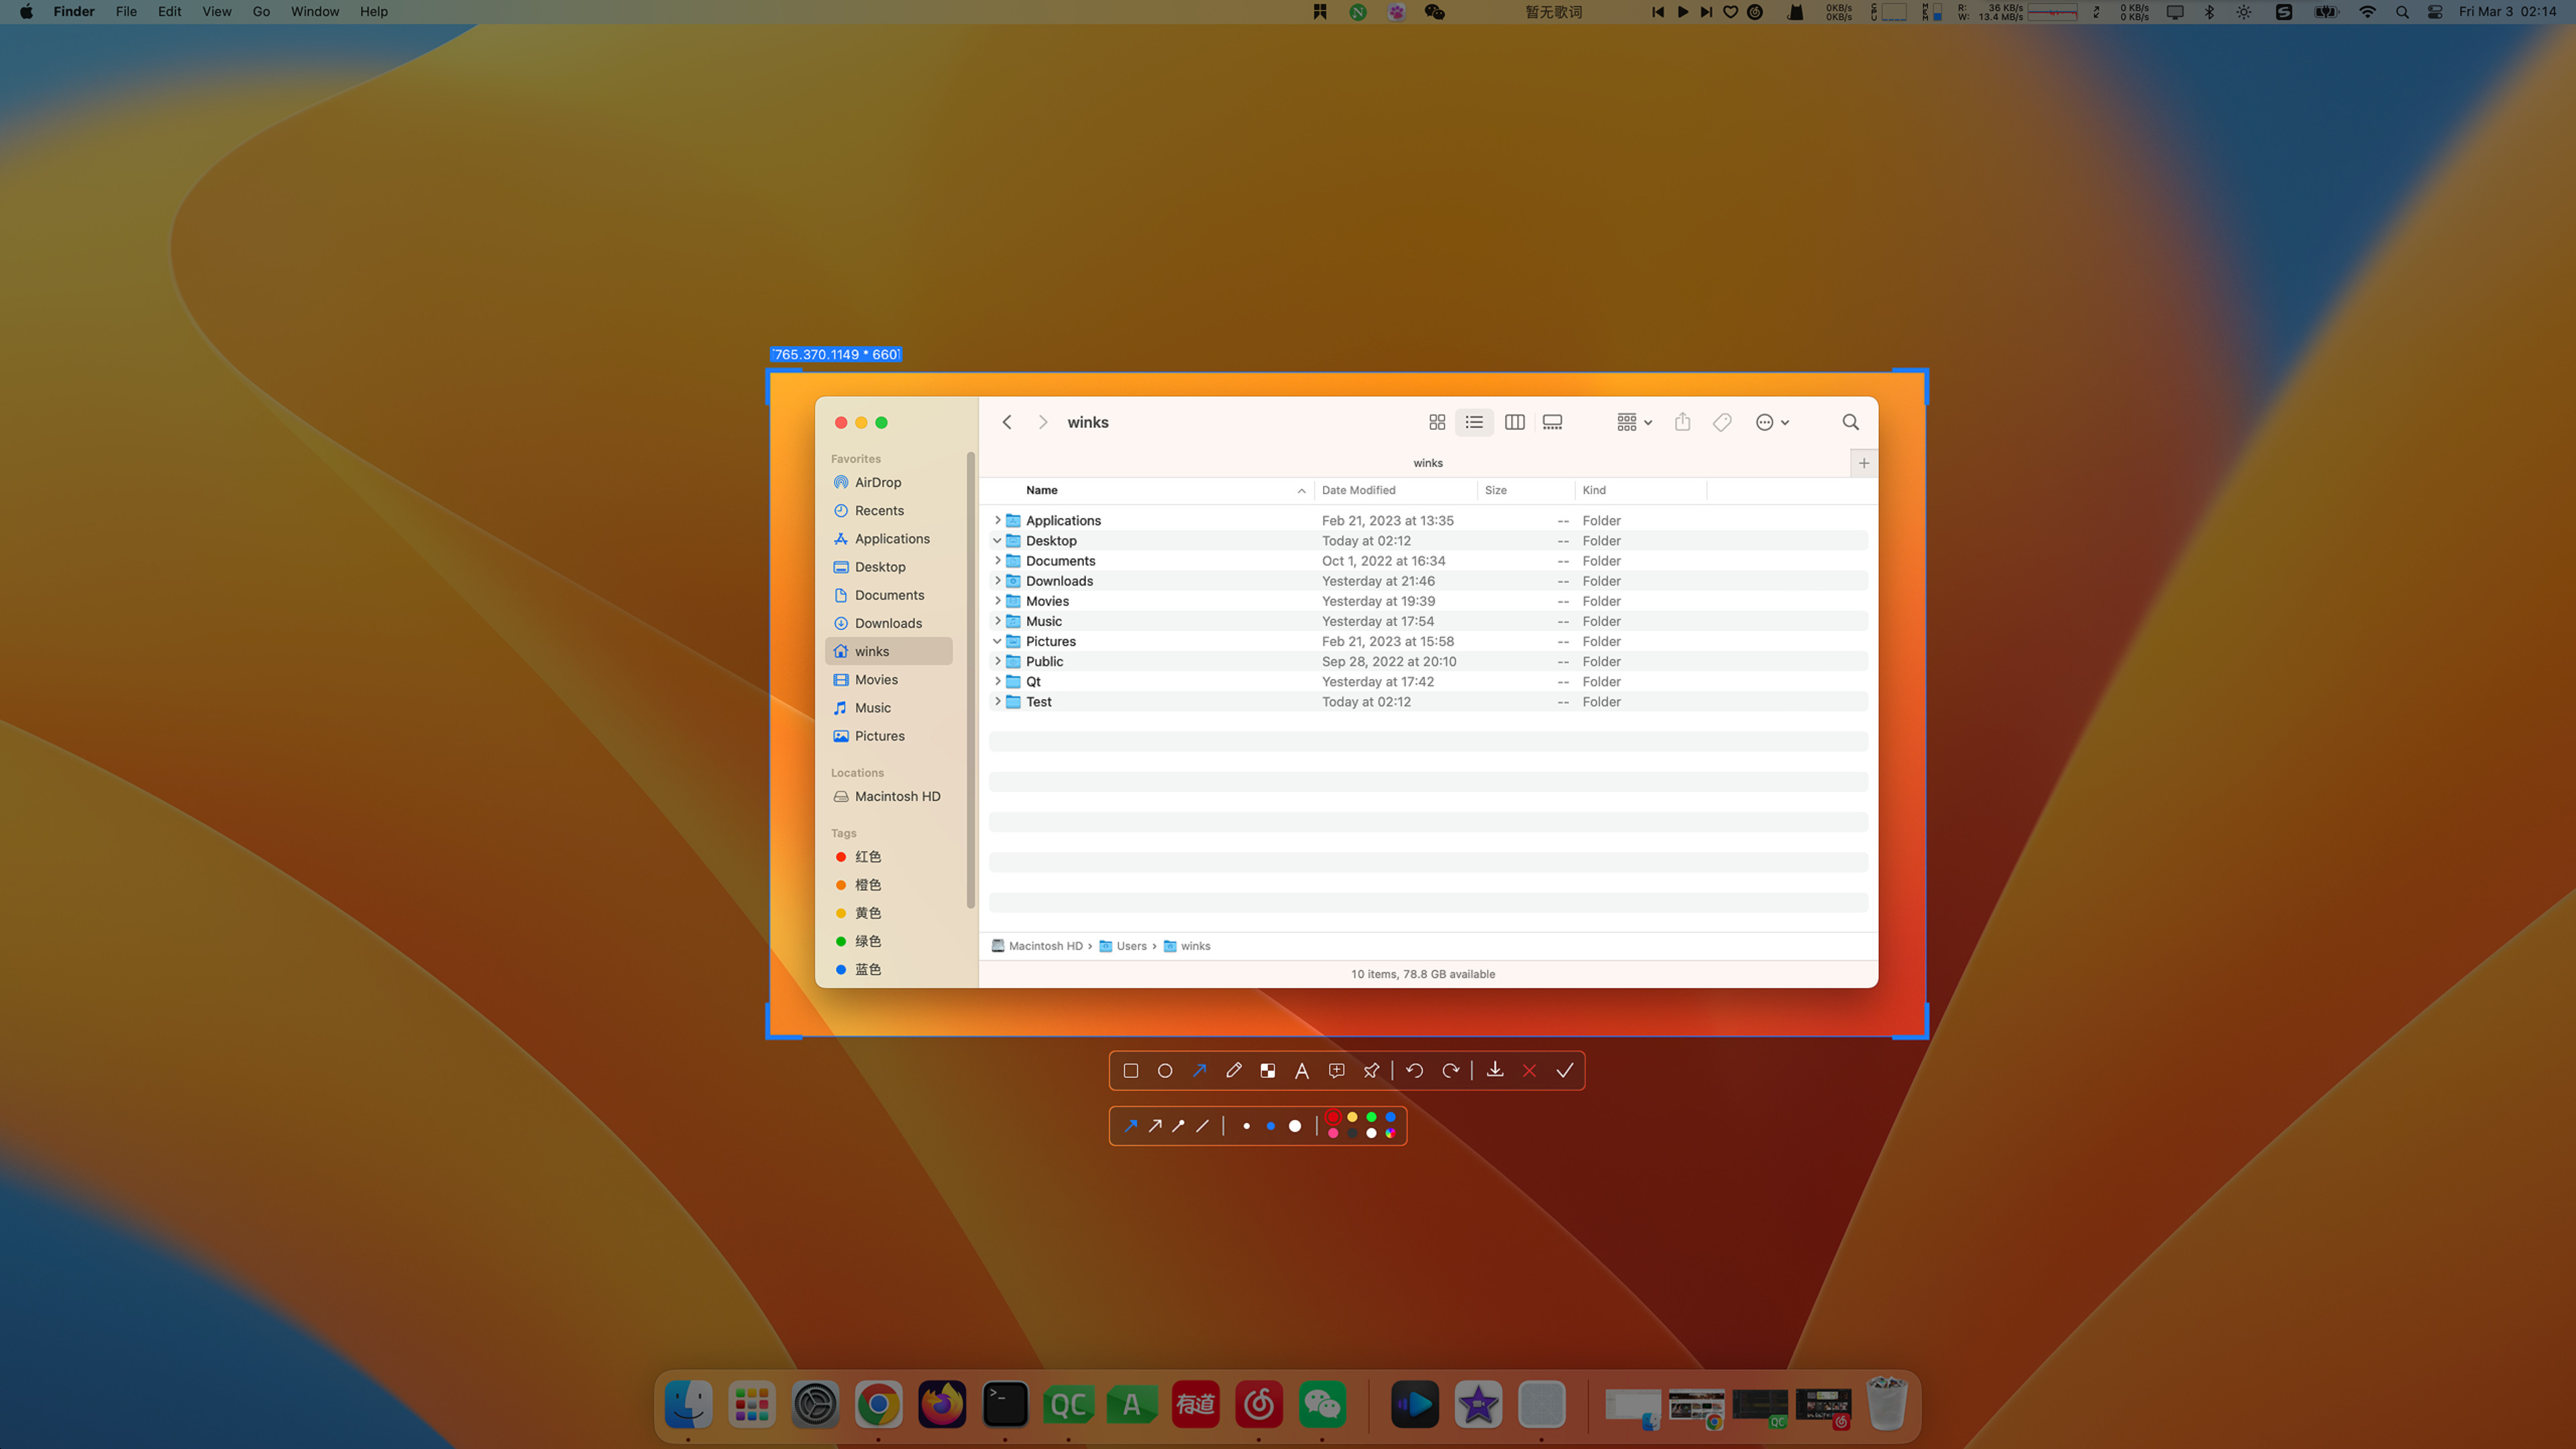 Finder File Edit View Go Window Help 暂无歌词 0KB/s 0KB/s CPU MEM R: 36 KB/s W: 13.4 MB/s 0 KB/s 0 KB/s Fri Mar 3 02:14
765.370.1149 * 660
winks
winks
Favorites
AirDrop
Recents
Applications
Desktop
Documents
Downloads
winks
Movies
Music
Pictures
Locations
Macintosh HD
Tags
红色
橙色
黄色
绿色
蓝色
Name Date Modified Size Kind
Applications Feb 21, 2023 at 13:35 -- Folder
Desktop Today at 02:12 -- Folder
Documents Oct 1, 2022 at 16:34 -- Folder
Downloads Yesterday at 21:46 -- Folder
Movies Yesterday at 19:39 -- Folder
Music Yesterday at 17:54 -- Folder
Pictures Feb 21, 2023 at 15:58 -- Folder
Public Sep 28, 2022 at 20:10 -- Folder
Qt Yesterday at 17:42 -- Folder
Test Today at 02:12 -- Folder
Macintosh HD › Users › winks
10 items, 78.8 GB available
A
QC A 有道
QC